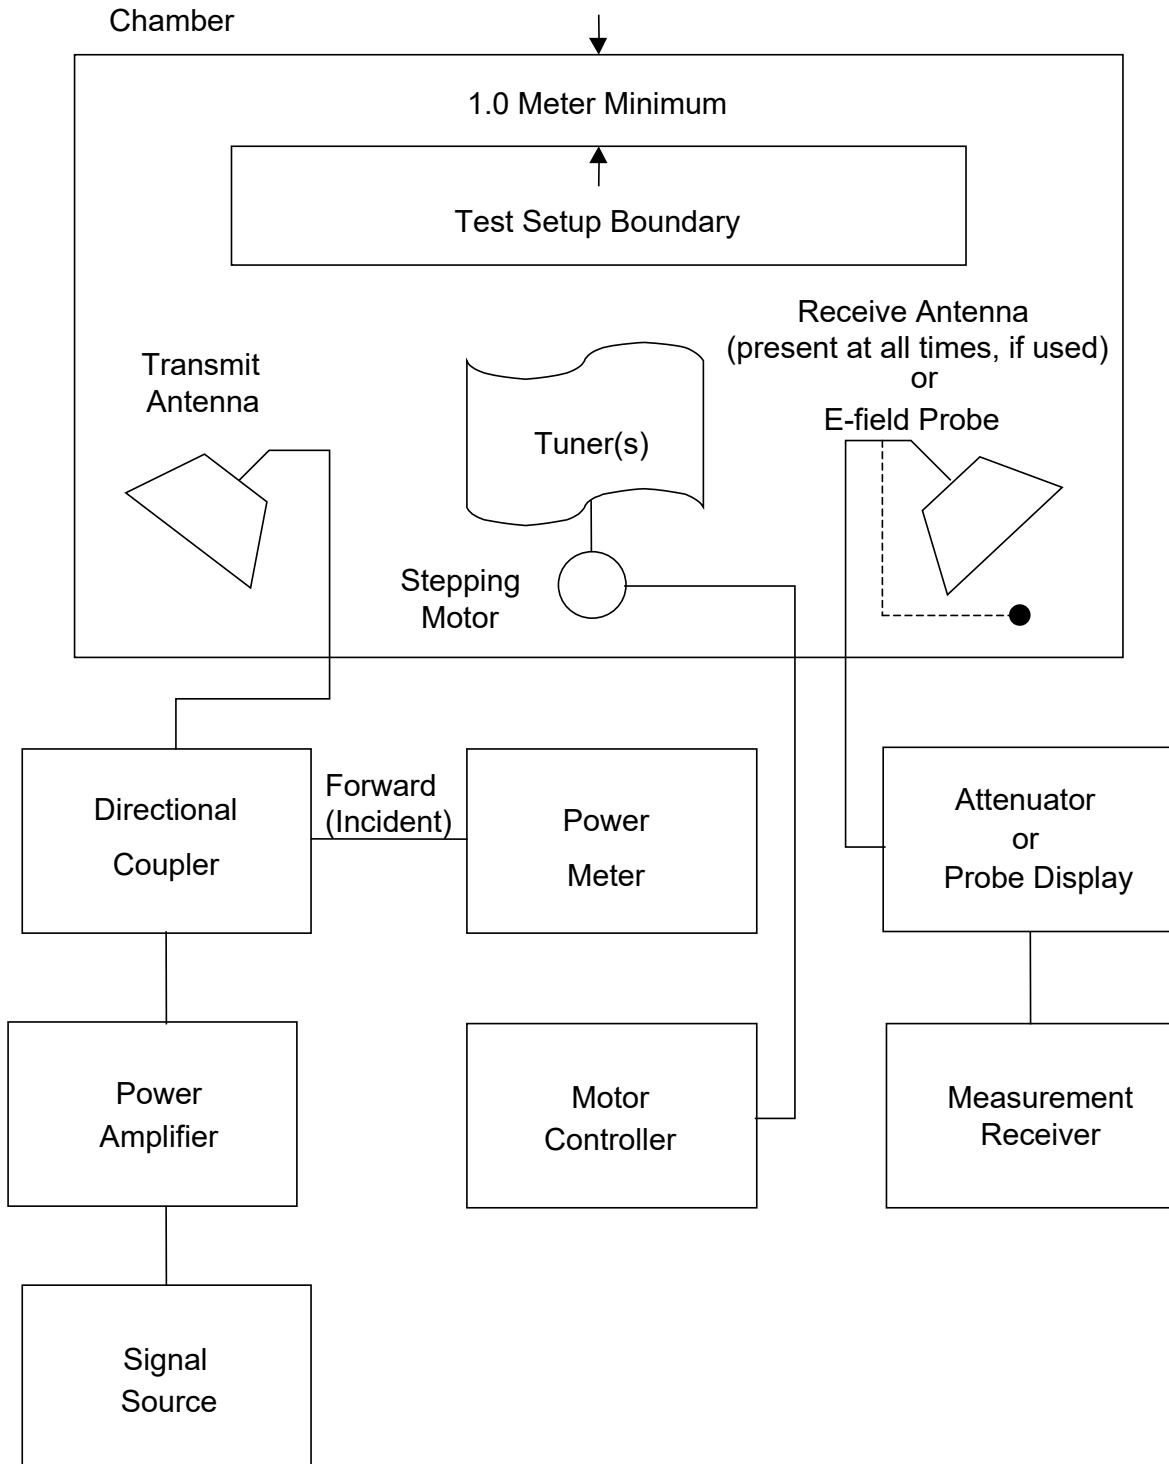 Chamber
1.0 Meter Minimum
Test Setup Boundary
Receive Antenna
(present at all times, if used)
or
E-field Probe
Transmit
Antenna
Tuner(s)
Stepping
Motor
Directional
Coupler
Forward
(Incident)
Power
Meter
Attenuator
or
Probe Display
Power
Amplifier
Motor
Controller
Measurement
Receiver
Signal
Source